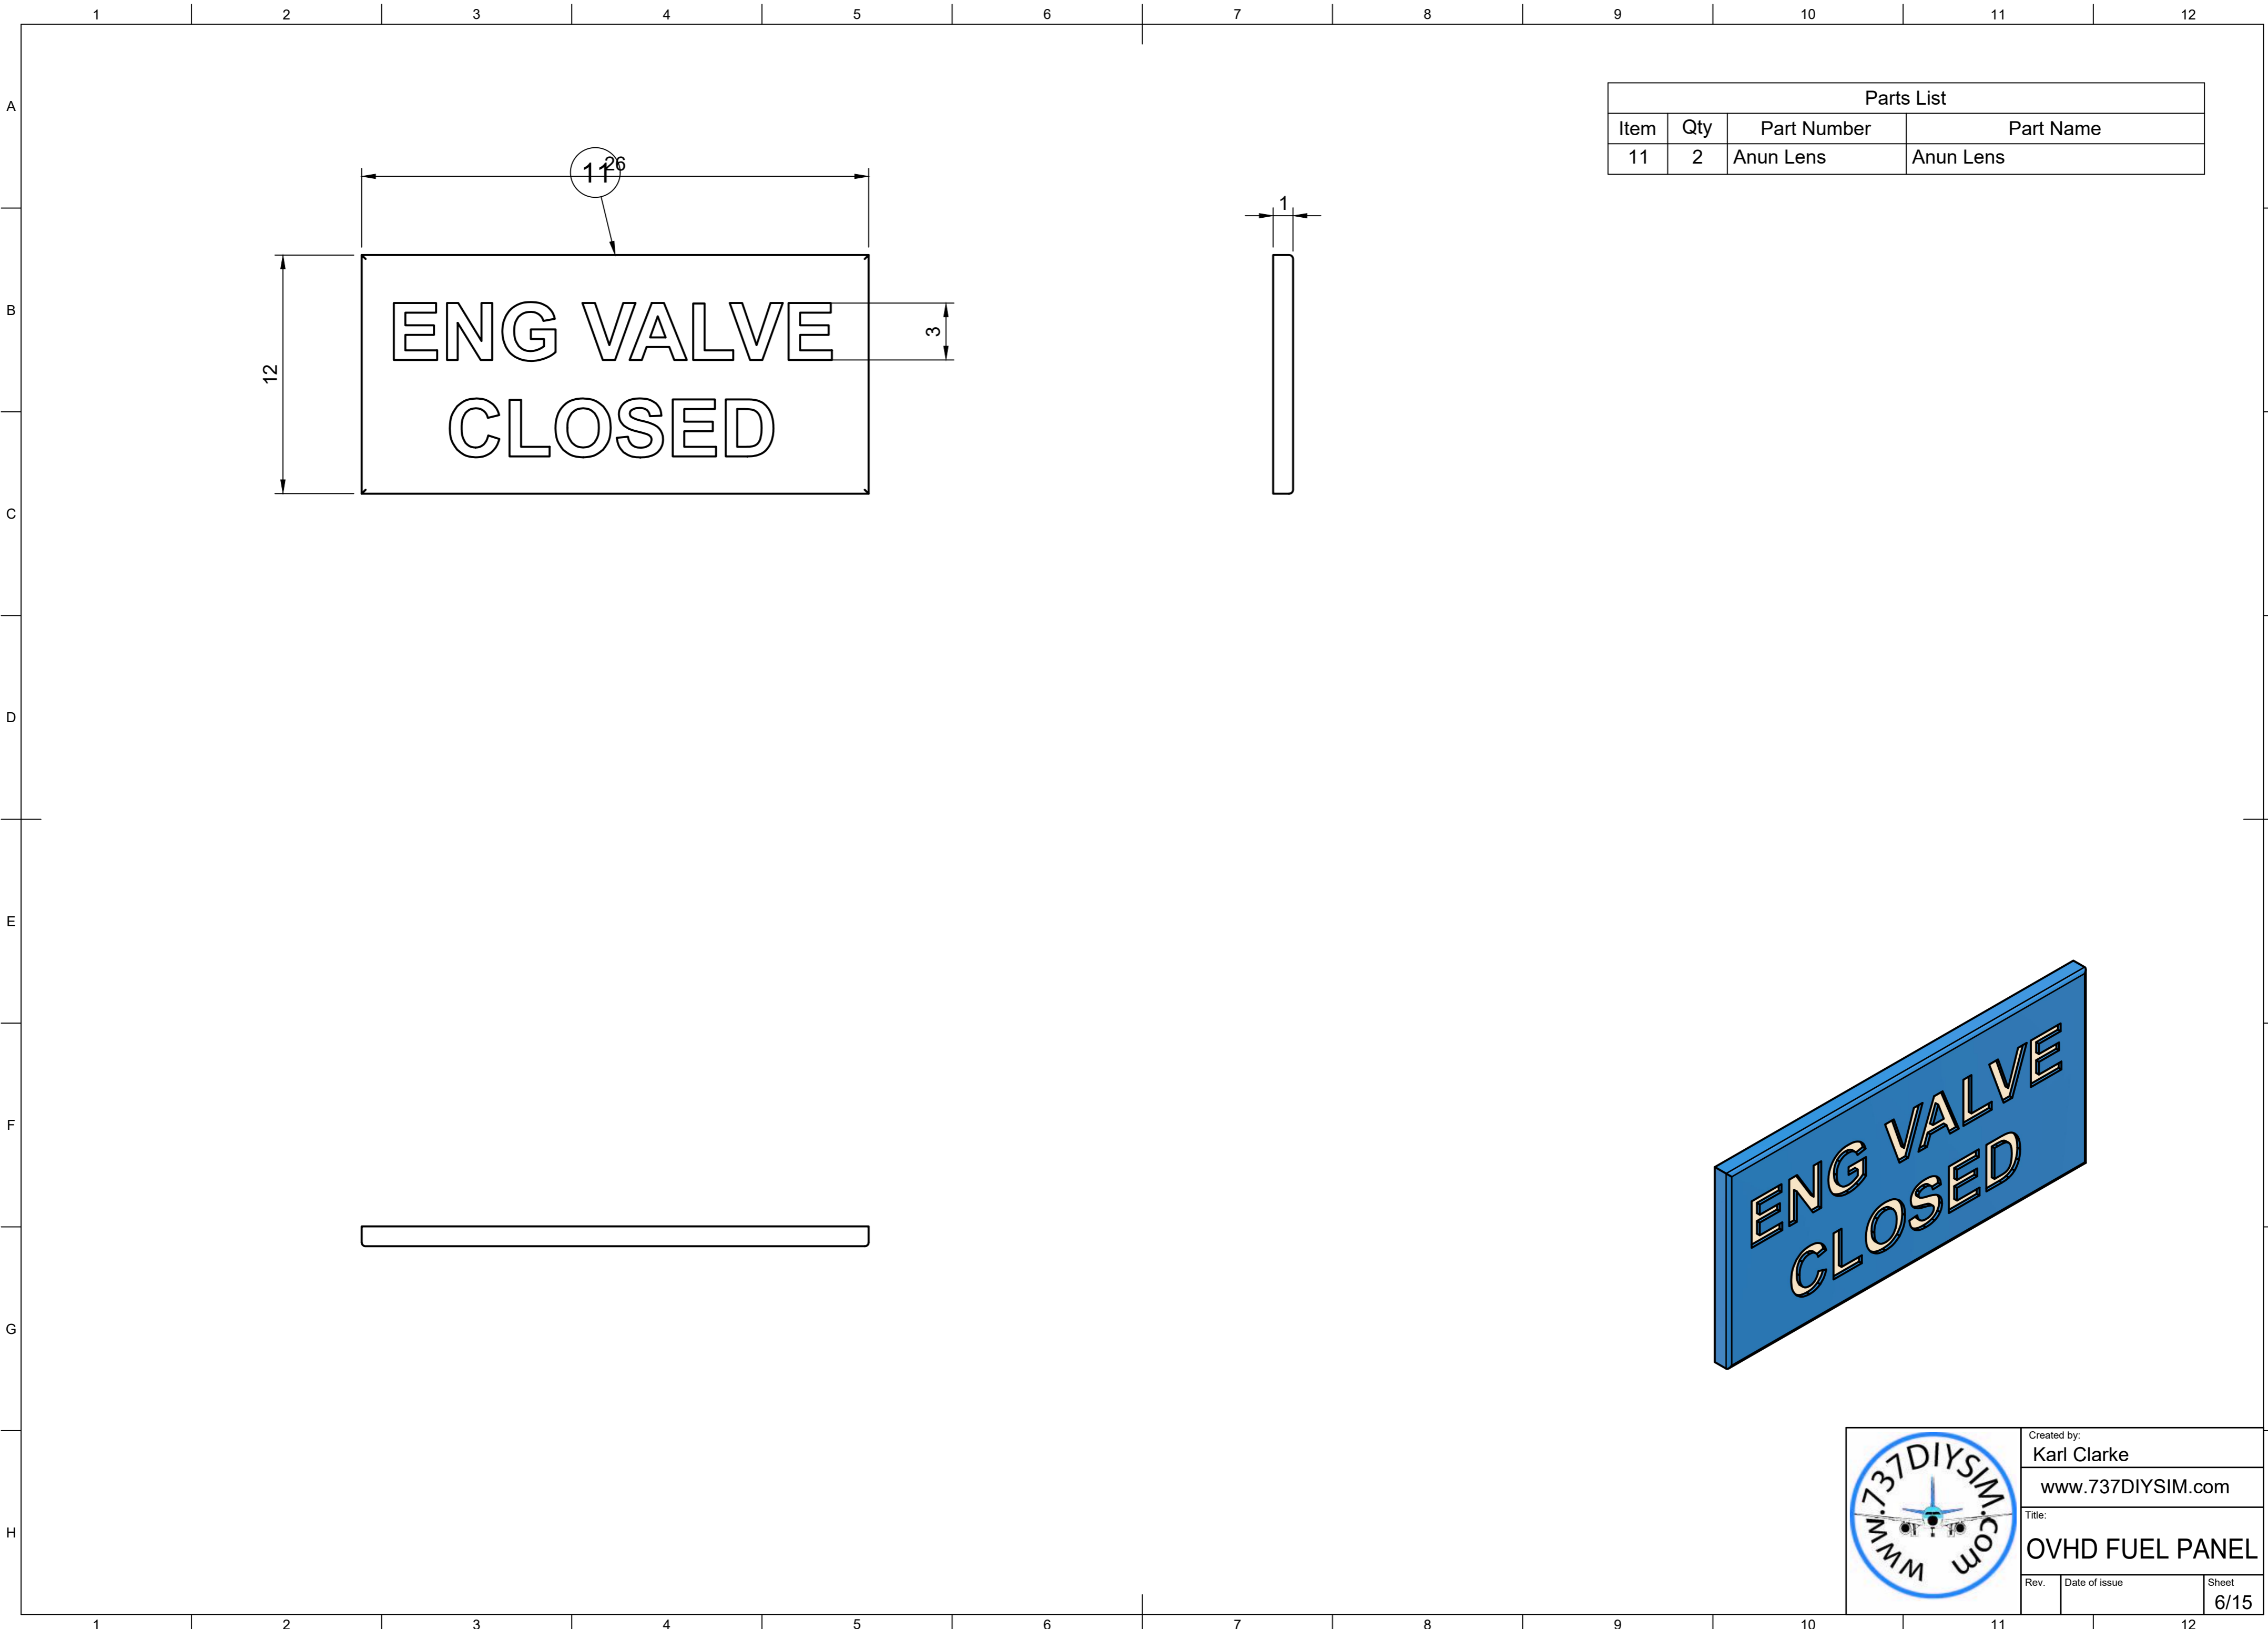 1 2 3 4 5 6 7 8 9 10 11 12
A
B
C
D
E
F
G
H
Parts List
Item Qty Part Number Part Name
11 2 Anun Lens Anun Lens
11
26
1
12
3
ENG VALVE
CLOSED
ENG VALVE
CLOSED
www.737DIYSIM.com
Created by:
Karl Clarke
www.737DIYSIM.com
Title:
OVHD FUEL PANEL
Rev. Date of issue Sheet
6/15
1 2 3 4 5 6 7 8 9 10 11 12